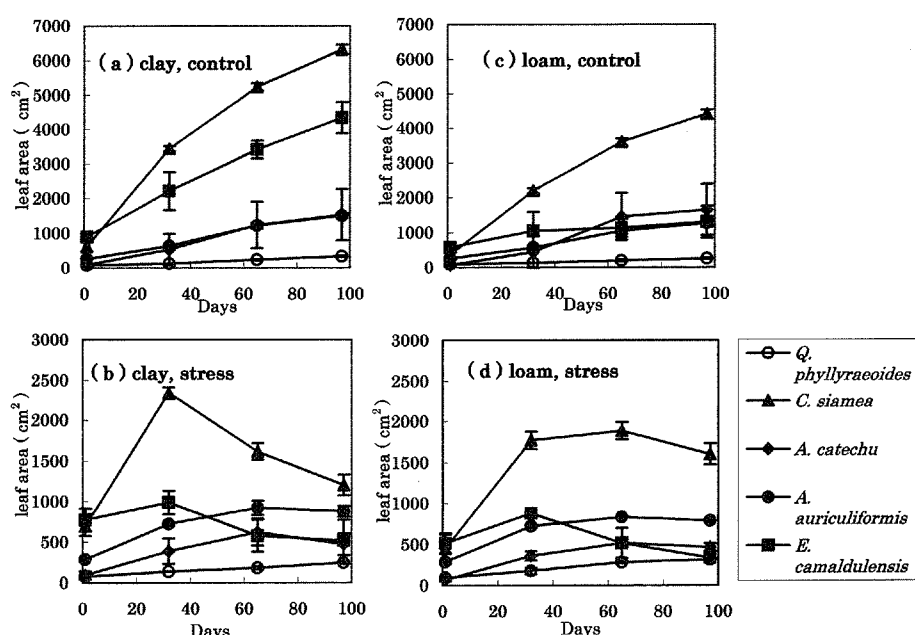 7000
6000
5000
4000
3000
2000
1000
0
leaf area ( cm²)
( a ) clay, control
0 20 40 60 80 100
Days
7000
6000
5000
4000
3000
2000
1000
0
leaf area ( cm²)
( c ) loam, control
0 20 40 60 80 100
Days
3000
2500
2000
1500
1000
500
0
leaf area ( cm²)
( b ) clay, stress
0 20 40 60 80 100
Days
3000
2500
2000
1500
1000
500
0
leaf area ( cm²)
( d ) loam, stress
0 20 40 60 80 100
Days
Q.
phyllyraeoides
C. siamea
A. catechu
A.
auriculiformis
E.
camaldulensis